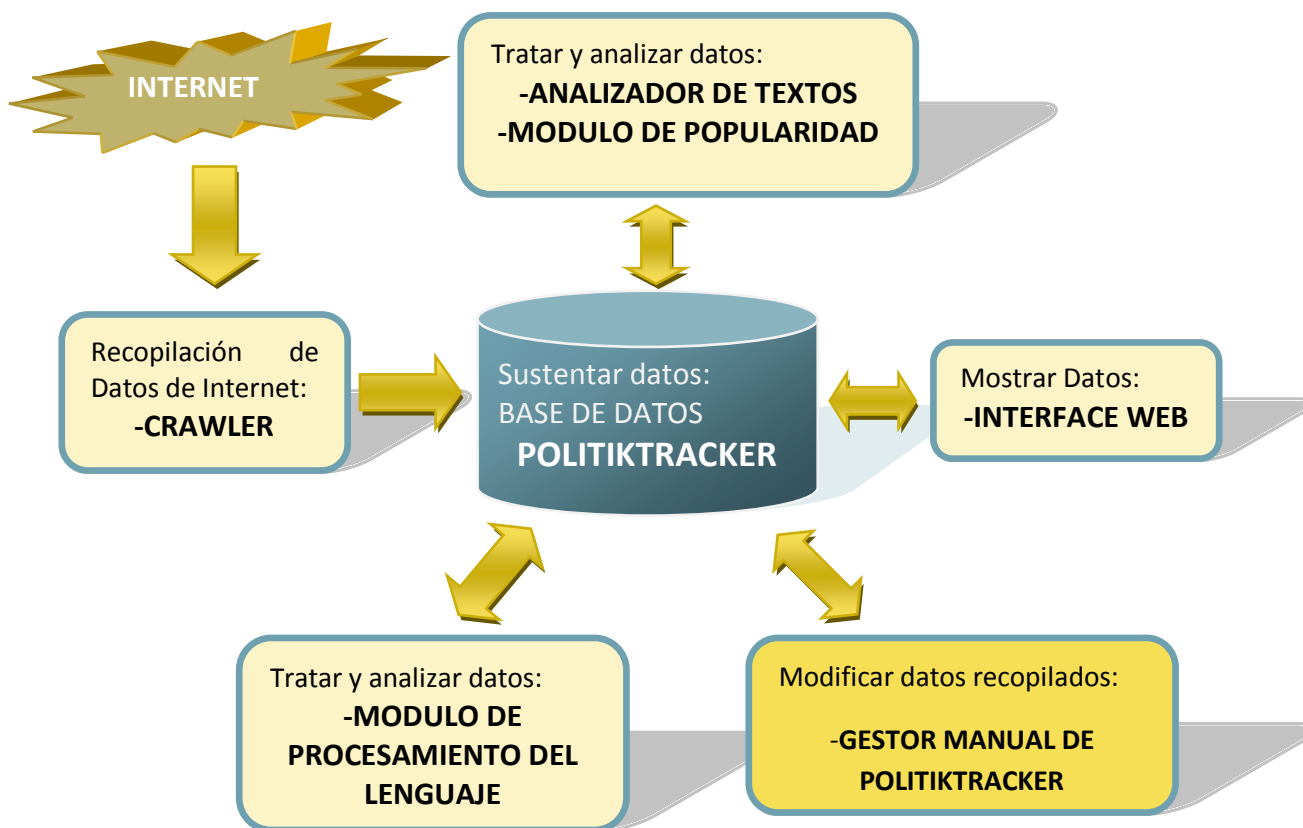 INTERNET
Tratar y analizar datos:
-ANALIZADOR DE TEXTOS
-MODULO DE POPULARIDAD
Recopilación de
Datos de Internet:
-CRAWLER
Sustentar datos:
BASE DE DATOS
POLITIKTRACKER
Mostrar Datos:
-INTERFACE WEB
Tratar y analizar datos:
-MODULO DE
PROCESAMIENTO DEL
LENGUAJE
Modificar datos recopilados:
-GESTOR MANUAL DE
POLITIKTRACKER